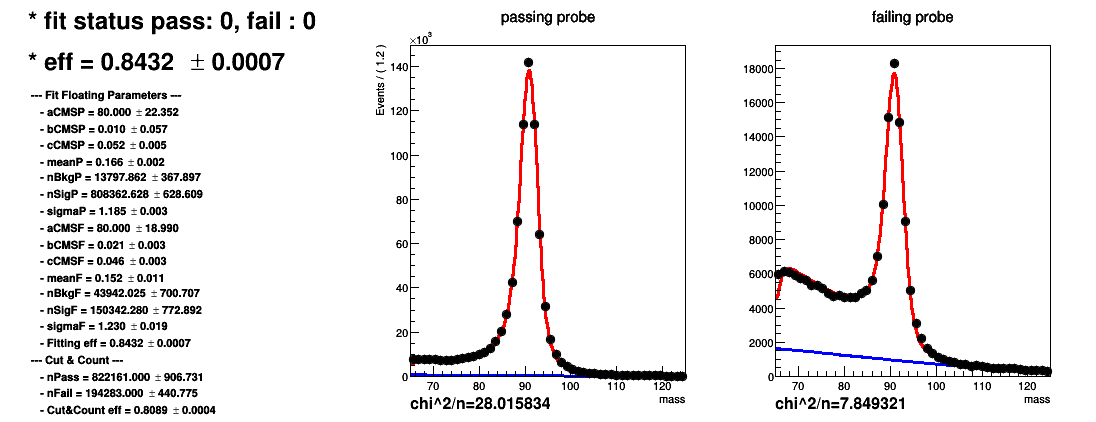 * fit status pass: 0, fail : 0
* eff = 0.8432 ± 0.0007
--- Fit Floating Parameters ---
- aCMSP = 80.000 ± 22.352
- bCMSP = 0.010 ± 0.057
- cCMSP = 0.052 ± 0.005
- meanP = 0.166 ± 0.002
- nBkgP = 13797.862 ± 367.897
- nSigP = 808362.628 ± 628.609
- sigmaP = 1.185 ± 0.003
- aCMSF = 80.000 ± 18.990
- bCMSF = 0.021 ± 0.003
- cCMSF = 0.046 ± 0.003
- meanF = 0.152 ± 0.011
- nBkgF = 43942.025 ± 700.707
- nSigF = 150342.280 ± 772.892
- sigmaF = 1.230 ± 0.019
- Fitting eff = 0.8432 ± 0.0007
--- Cut & Count ---
- nPass = 822161.000 ± 906.731
- nFail = 194283.000 ± 440.775
- Cut&Count eff = 0.8089 ± 0.0004
passing probe
×10³
Events / ( 1.2 )
140
120
100
80
60
40
20
0
70 80 90 100 110 120
mass
chi^2/n=28.015834
failing probe
18000
16000
14000
12000
10000
8000
6000
4000
2000
0
70 80 90 100 110 120
mass
chi^2/n=7.849321